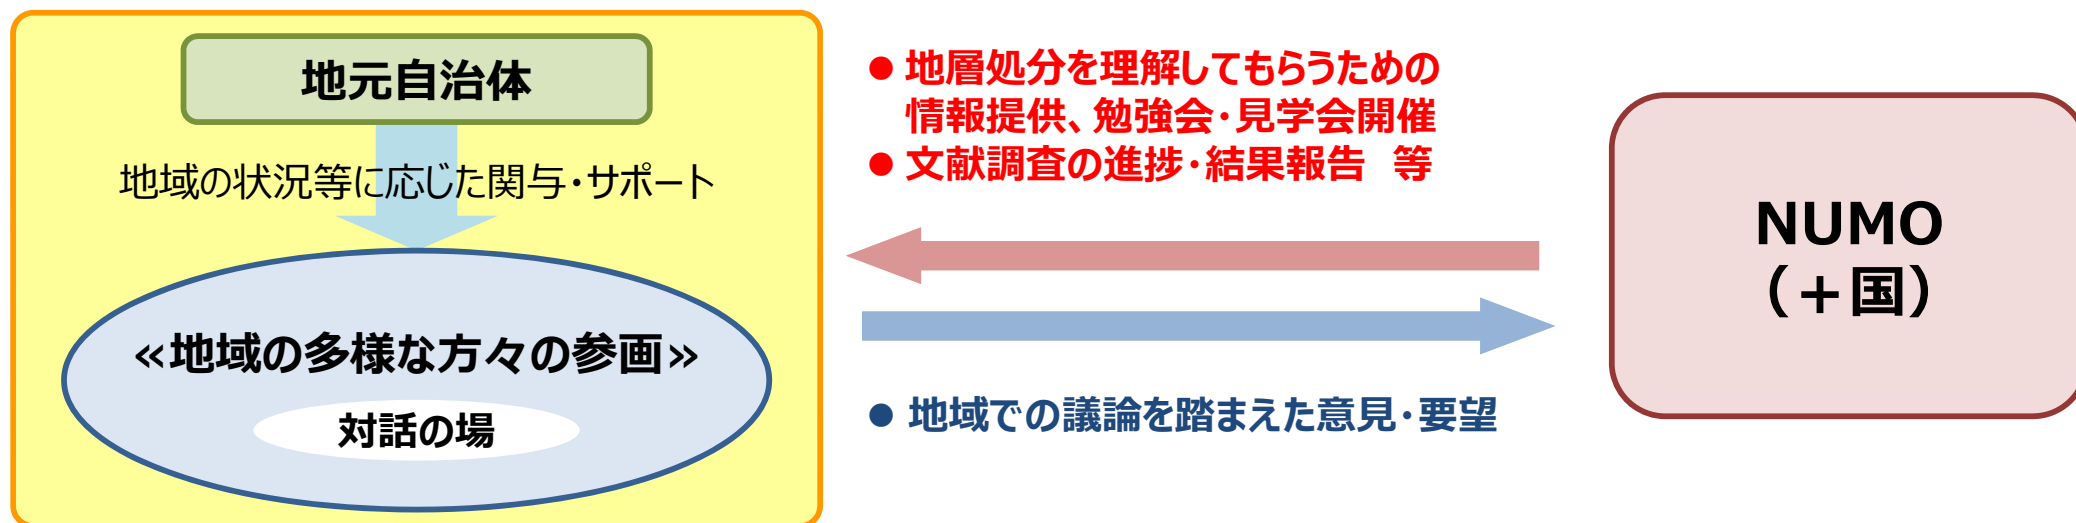 地元自治体
地域の状況等に応じた関与・サポート
≪地域の多様な方々の参画≫
対話の場
● 地層処分を理解してもらうための
情報提供、勉強会・見学会開催
● 文献調査の進捗・結果報告　等
● 地域での議論を踏まえた意見・要望
NUMO
（＋国）